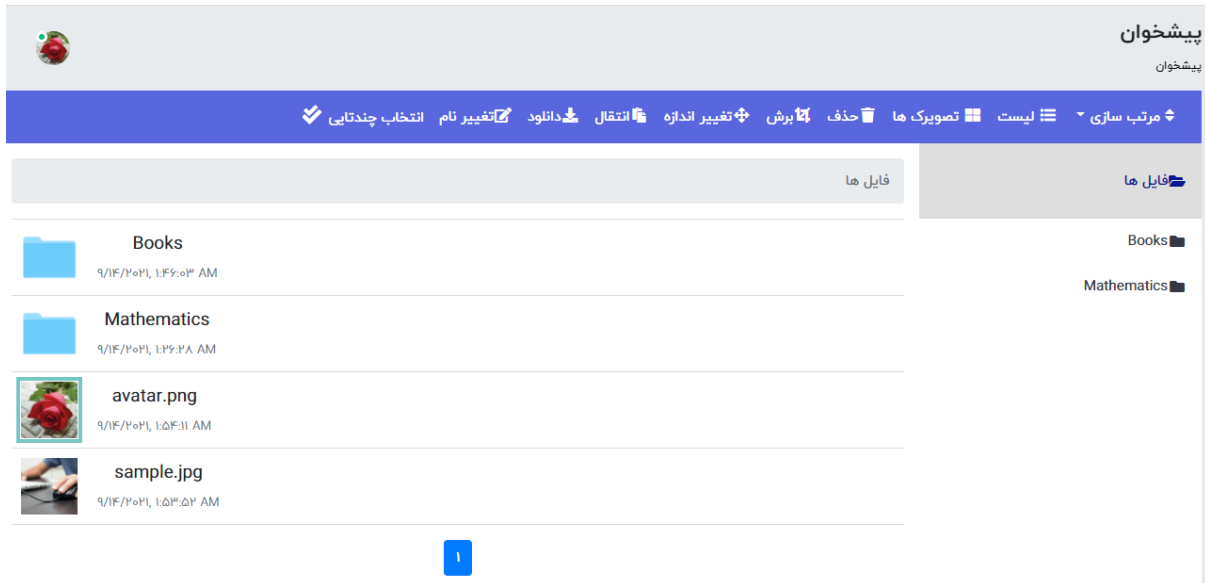 پیشخوان
پیشخوان
مرتب سازی لیست تصویرک ها حذف برش تغییر اندازه انتقال دانلود تغییر نام انتخاب چندتایی
فایل ها
Books
Mathematics
فایل ها
Books
۹/۱۴/۲۰۲۱, ۱:۴۶:۰۳ AM
Mathematics
۹/۱۴/۲۰۲۱, ۱:۲۶:۲۸ AM
avatar.png
۹/۱۴/۲۰۲۱, ۱:۵۴:۱۱ AM
sample.jpg
۹/۱۴/۲۰۲۱, ۱:۵۳:۵۲ AM
۱